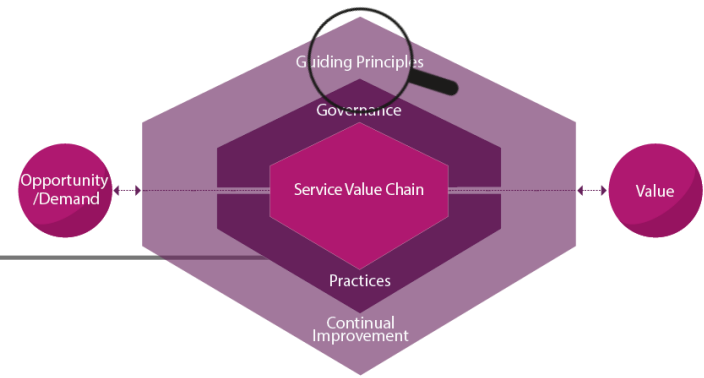 Guiding Principles
Governance
Opportunity
/Demand
Service Value Chain
Value
Practices
Continual
Improvement